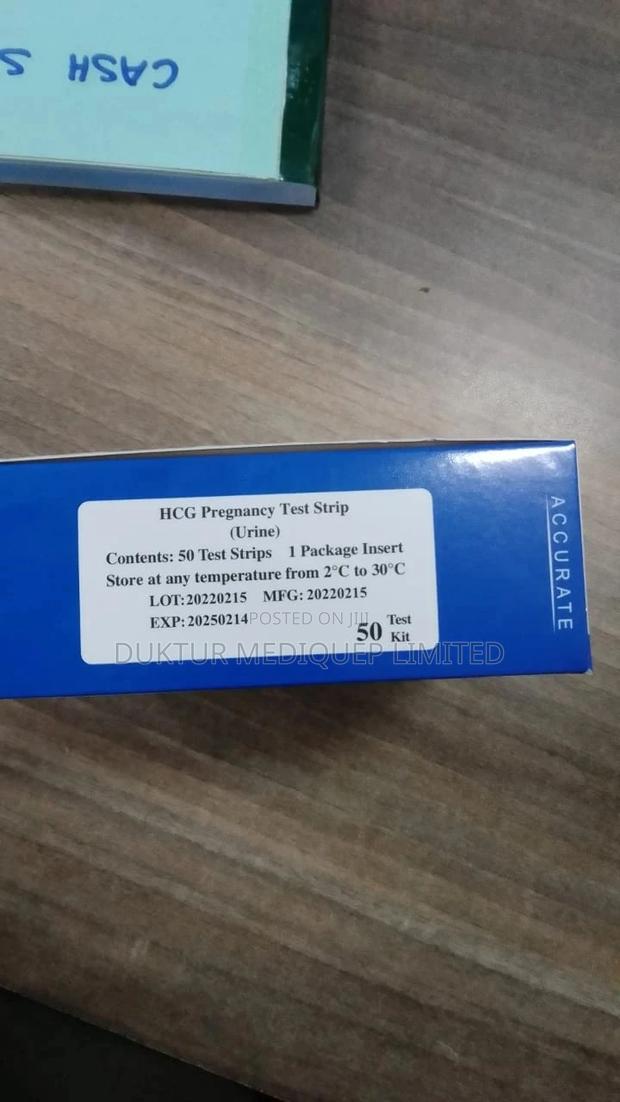 CASH S
HCG Pregnancy Test Strip
(Urine)
Contents: 50 Test Strips 1 Package Insert
Store at any temperature from 2°C to 30°C
LOT:20220215 MFG: 20220215
EXP: 20250214
50 Test Kit
ACCURATE
POSTED ON JIJI
DUKTUR MEDIQUEP LIMITED